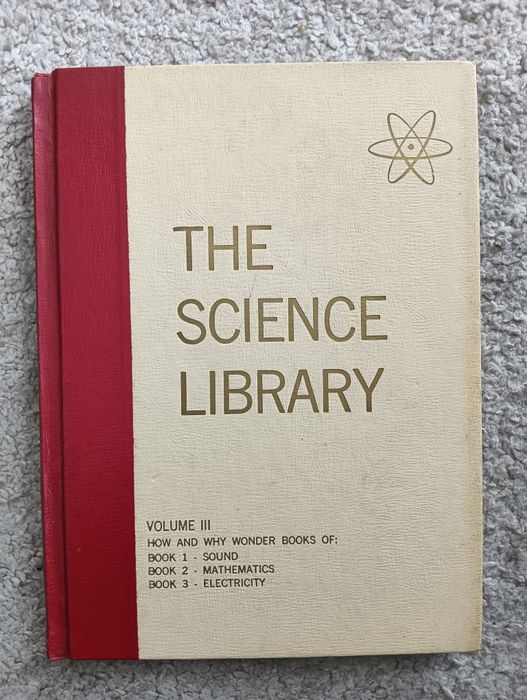 THE
SCIENCE
LIBRARY
VOLUME III
HOW AND WHY WONDER BOOKS OF:
BOOK 1 - SOUND
BOOK 2 - MATHEMATICS
BOOK 3 - ELECTRICITY